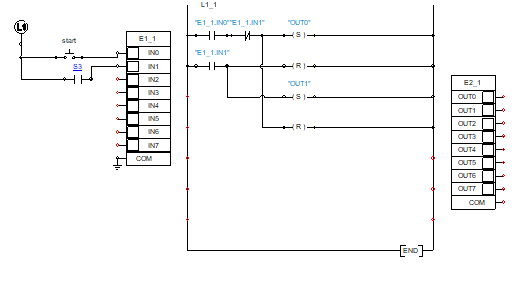 L1_1
L1
"E1_1.IN0" "E1_1.IN1" "OUT0"
(S)
start
E1_1
IN0
"E1_1.IN1"
S3
IN1
(R)
IN2
"OUT1"
IN3
(S)
IN4
IN5
(R)
IN6
IN7
COM
E2_1
OUT0
OUT1
OUT2
OUT3
OUT4
OUT5
OUT6
OUT7
COM
END